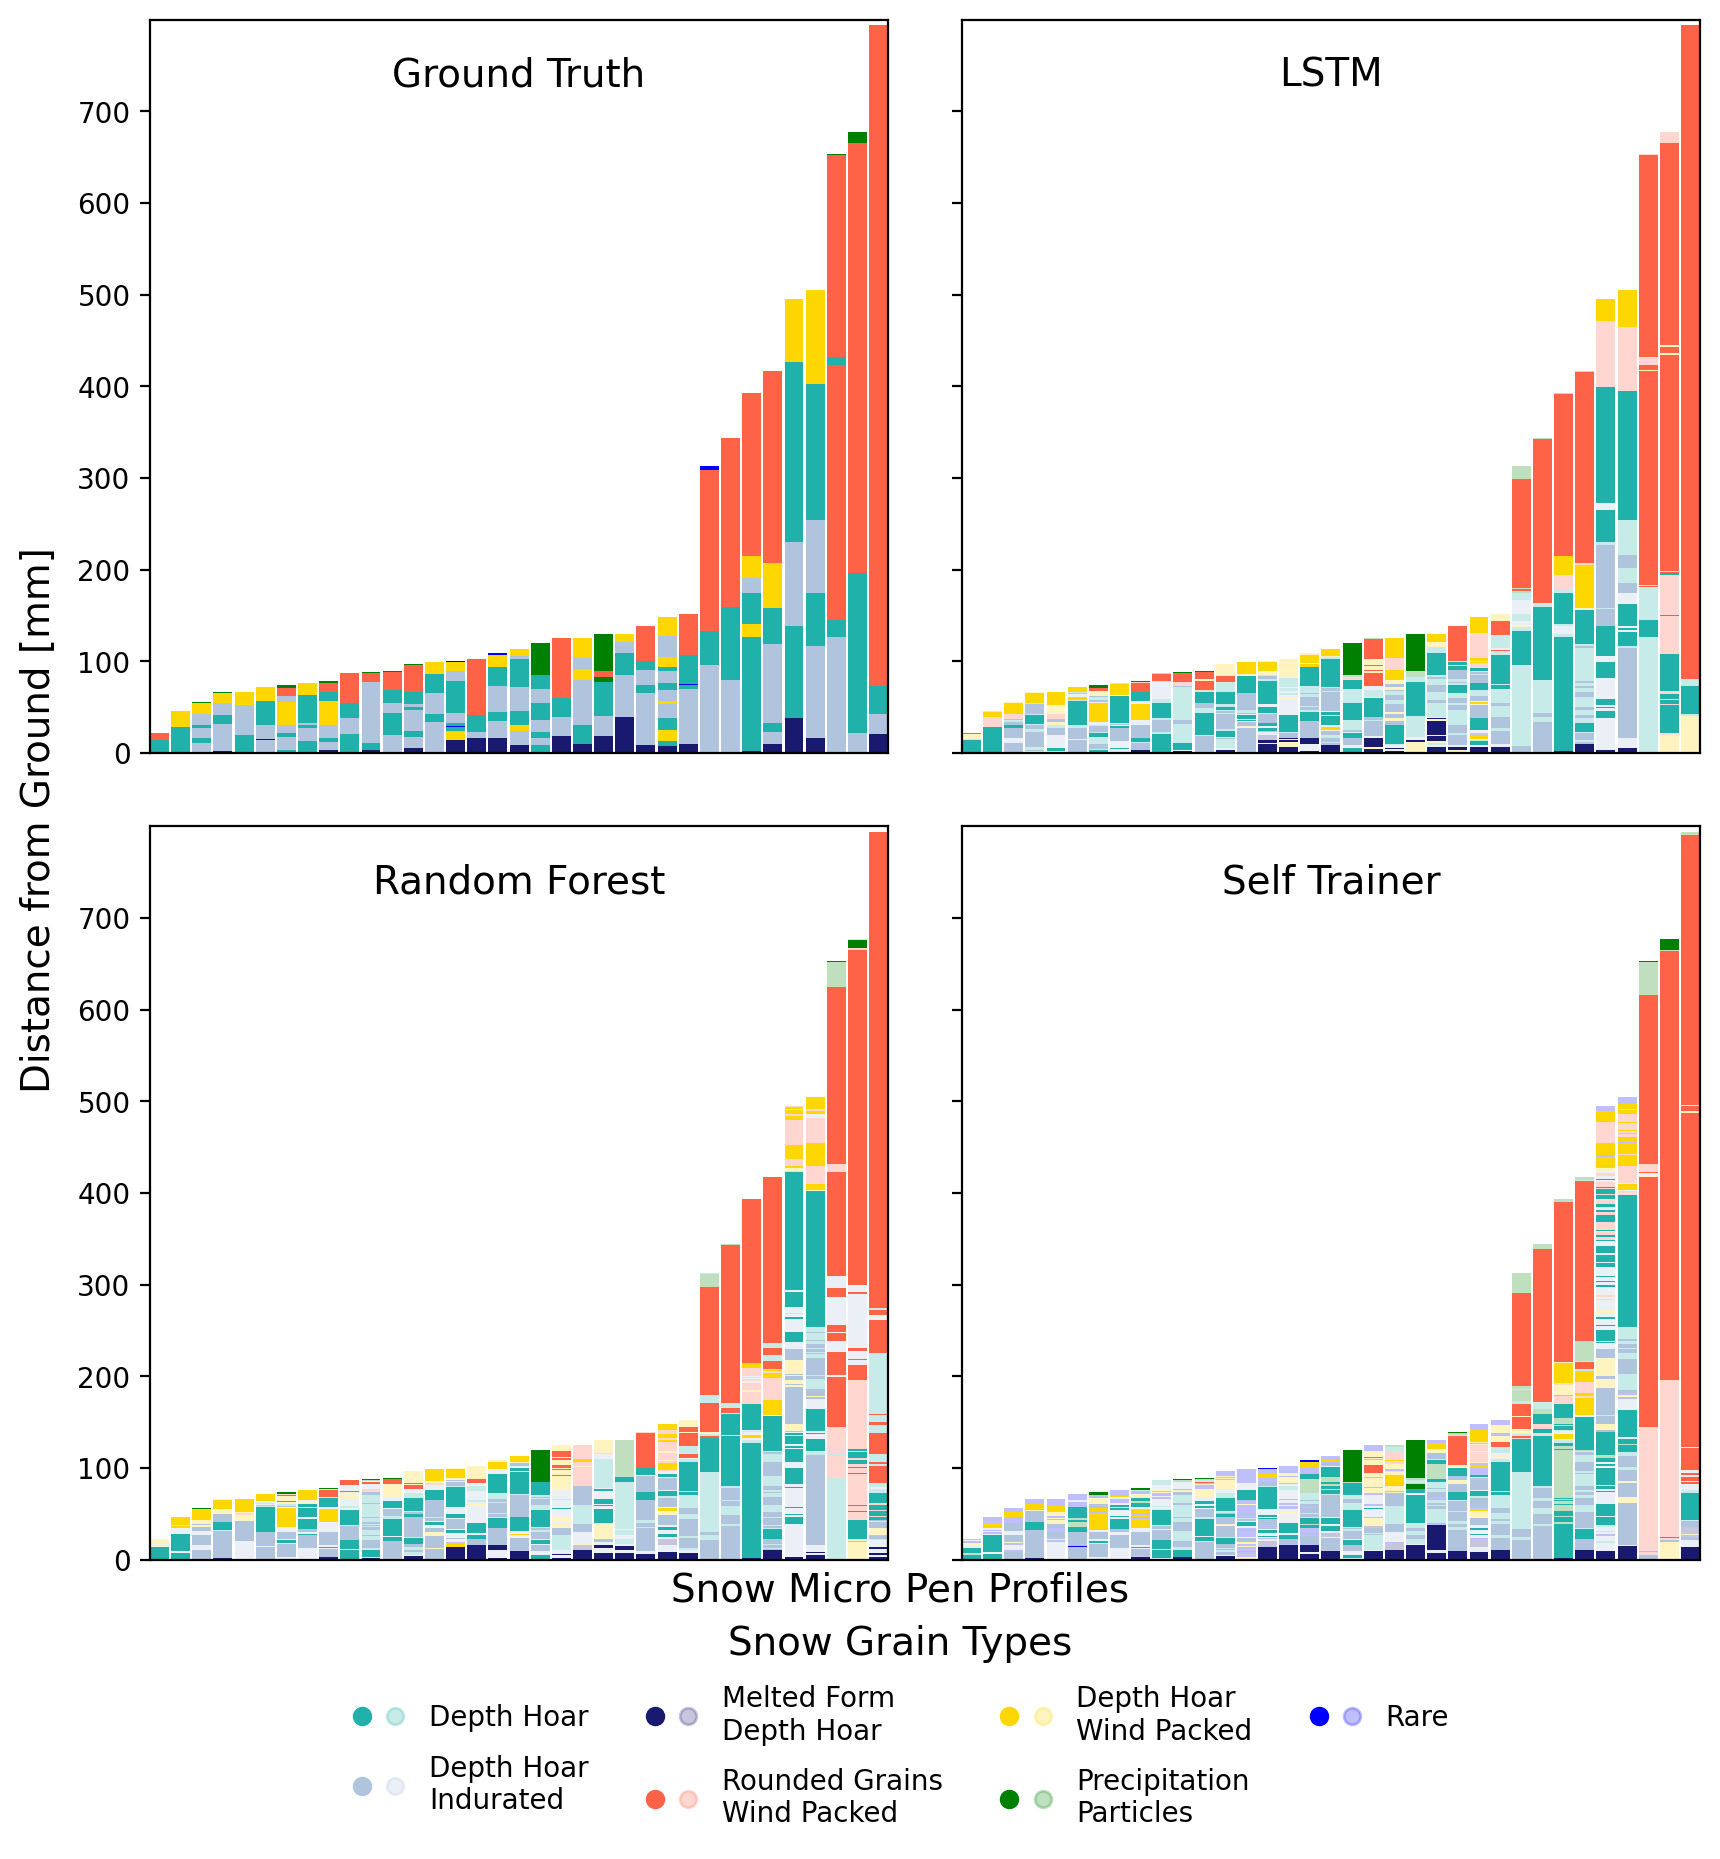 Ground Truth
LSTM
700
600
500
400
300
200
100
0
Random Forest
Self Trainer
700
600
500
400
300
200
100
0
Distance from Ground [mm]
Snow Micro Pen Profiles
Snow Grain Types
Depth Hoar
Depth Hoar
Indurated
Melted Form
Depth Hoar
Rounded Grains
Wind Packed
Depth Hoar
Wind Packed
Precipitation
Particles
Rare